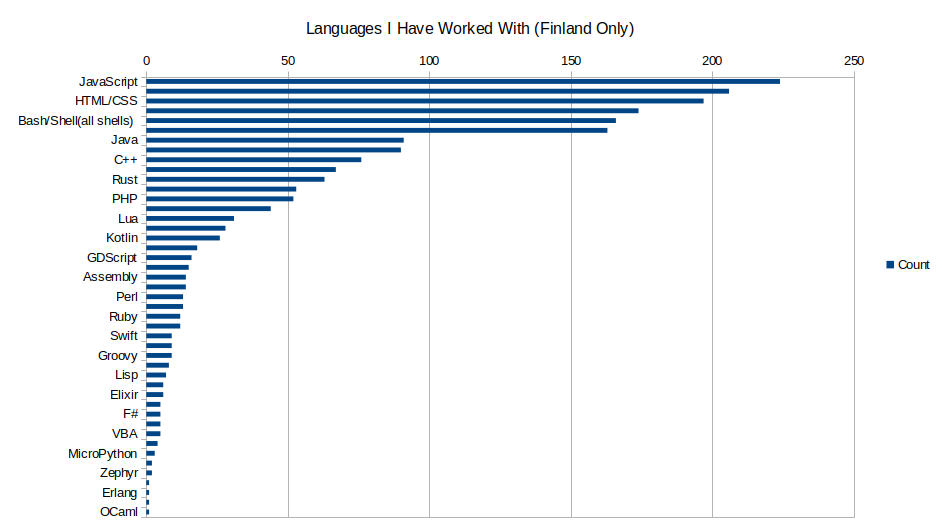 Languages I Have Worked With (Finland Only)
0 50 100 150 200 250
JavaScript
HTML/CSS
Bash/Shell(all shells)
Java
C++
Rust
PHP
Lua
Kotlin
GDScript
Assembly
Perl
Ruby
Swift
Groovy
Lisp
Elixir
F#
VBA
MicroPython
Zephyr
Erlang
OCaml
Count